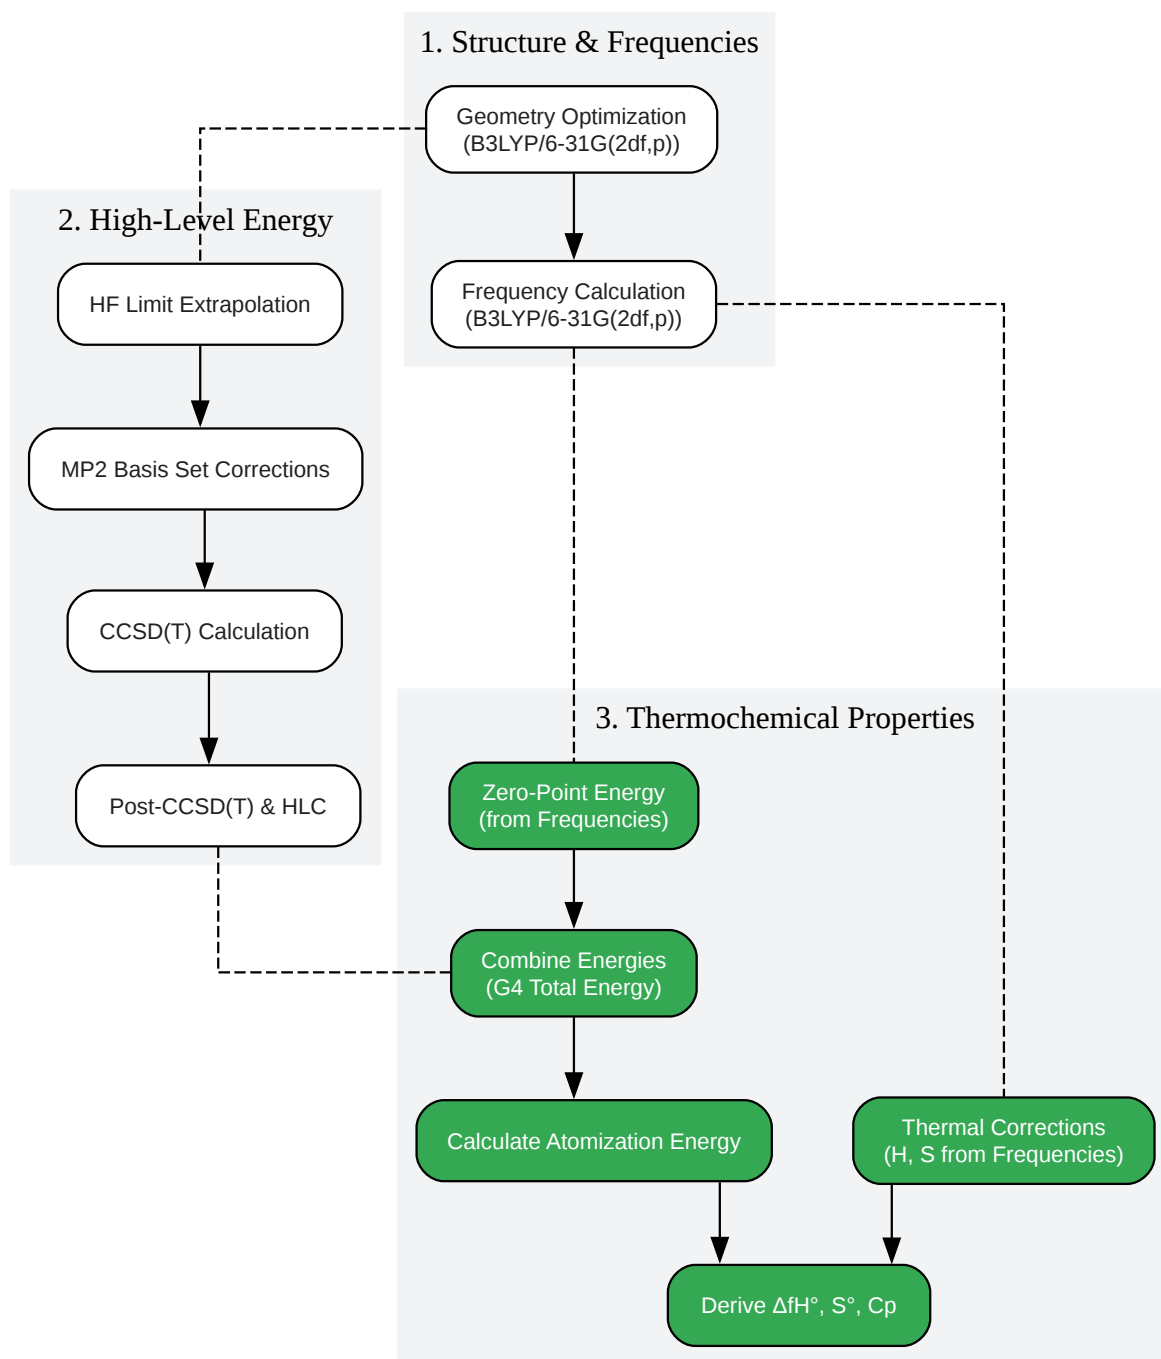 1. Structure & Frequencies
Geometry Optimization
(B3LYP/6-31G(2df,p))
Frequency Calculation
(B3LYP/6-31G(2df,p))
2. High-Level Energy
HF Limit Extrapolation
MP2 Basis Set Corrections
CCSD(T) Calculation
Post-CCSD(T) & HLC
3. Thermochemical Properties
Zero-Point Energy
(from Frequencies)
Combine Energies
(G4 Total Energy)
Calculate Atomization Energy
Thermal Corrections
(H, S from Frequencies)
Derive ΔfH°, S°, Cp